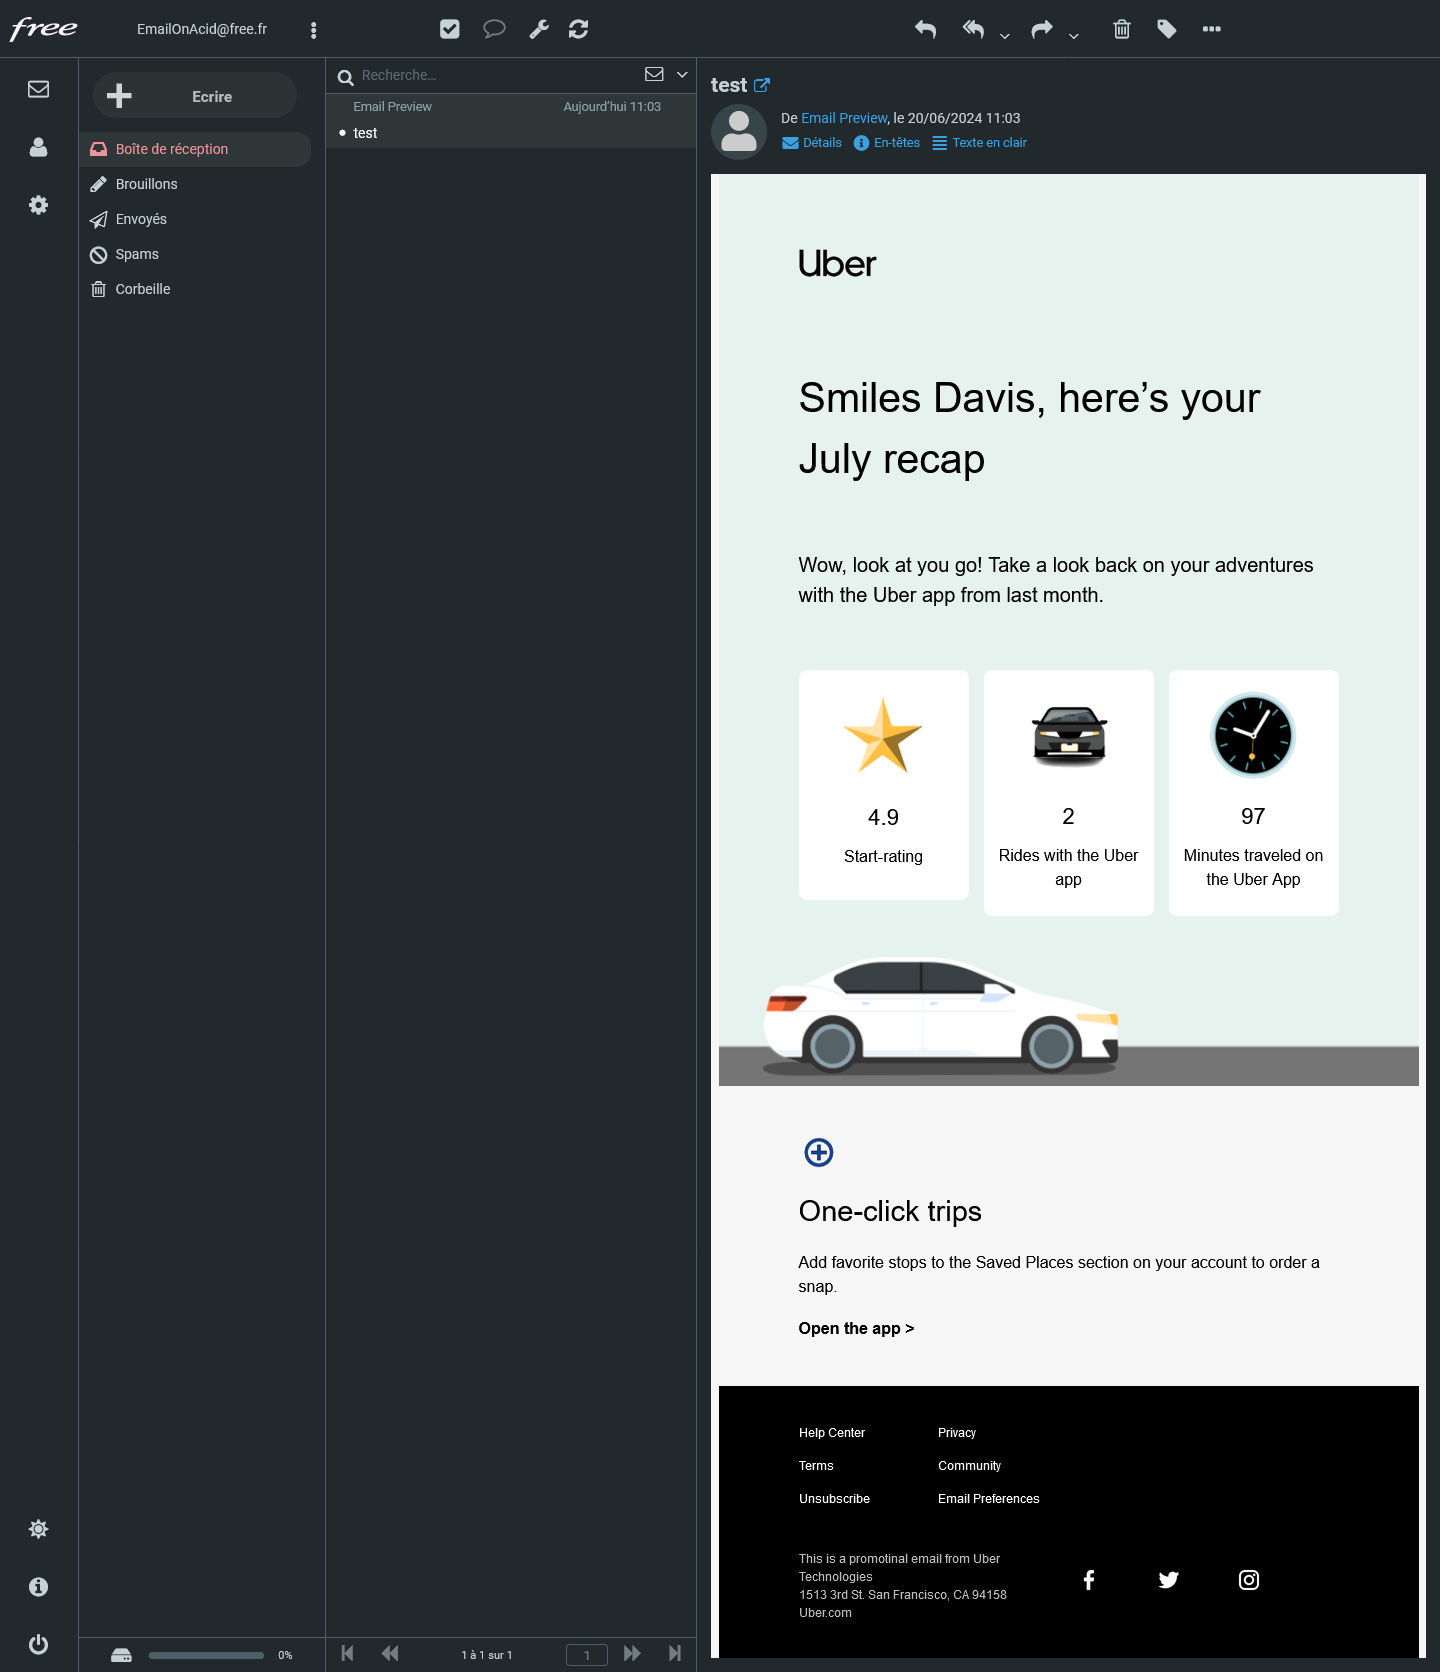 free
EmailOnAcid@free.fr
Ecrire
Boîte de réception
Brouillons
Envoyés
Spams
Corbeille
0%
Recherche...
Email Preview Aujourd'hui 11:03
test
1 à 1 sur 1
1
test
De Email Preview, le 20/06/2024 11:03
Détails En-têtes Texte en clair
Uber
Smiles Davis, here’s your
July recap
Wow, look at you go! Take a look back on your adventures
with the Uber app from last month.
4.9
Start-rating
2
Rides with the Uber
app
97
Minutes traveled on
the Uber App
One-click trips
Add favorite stops to the Saved Places section on your account to order a
snap.
Open the app >
Help Center Privacy
Terms Community
Unsubscribe Email Preferences
This is a promotinal email from Uber
Technologies
1513 3rd St. San Francisco, CA 94158
Uber.com